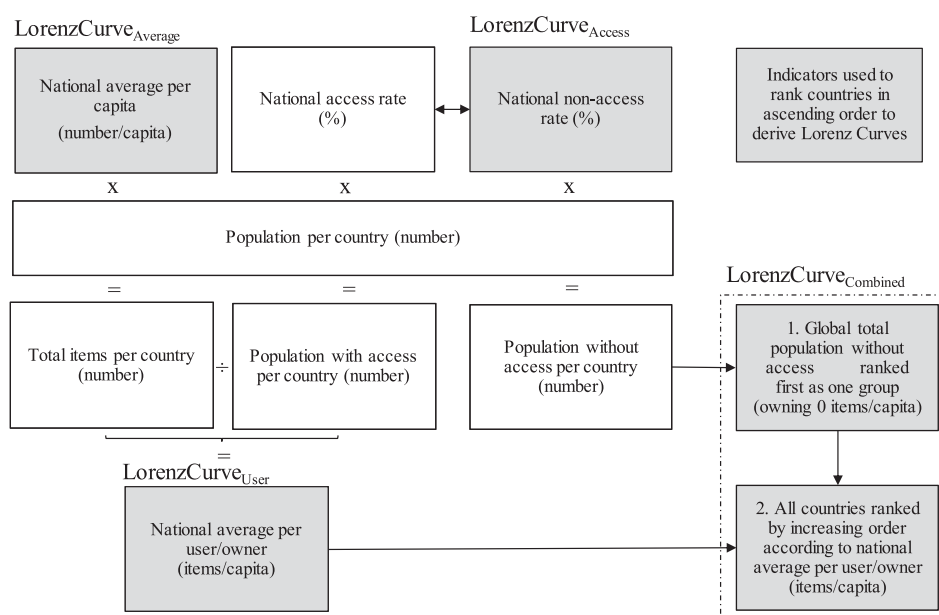 LorenzCurveAverage
LorenzCurveAccess
National average per
capita
(number/capita)
National access rate
(%)
National non-access
rate (%)
Indicators used to
rank countries in
ascending order to
derive Lorenz Curves
x
x
x
Population per country (number)
=
=
=
LorenzCurveCombined
Total items per country
(number)
÷
Population with access
per country (number)
Population without
access per country
(number)
1. Global total
population without
access ranked
first as one group
(owning 0 items/capita)
=
LorenzCurveUser
National average per
user/owner
(items/capita)
2. All countries ranked
by increasing order
according to national
average per user/owner
(items/capita)